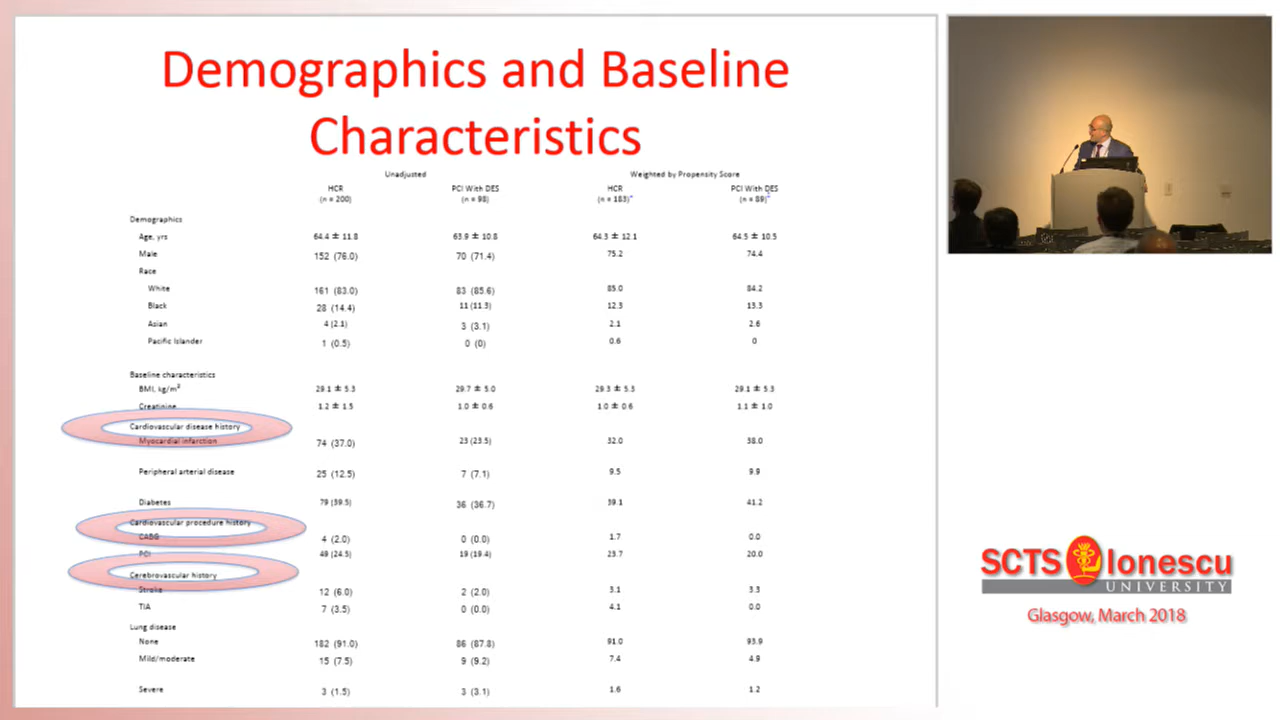 Demographics and Baseline
Characteristics
Unadjusted Weighted by Propensity Score
HCR PCI With DES HCR PCI With DES
(n = 200) (n = 98) (n = 183)* (n = 89)*
Demographics
Age, yrs 64.4 ± 11.8 63.9 ± 10.8 64.3 ± 12.1 64.5 ± 10.5
Male 152 (76.0) 70 (71.4) 75.2 74.4
Race
White 161 (83.0) 83 (85.6) 85.0 84.2
Black 28 (14.4) 11 (11.3) 12.3 13.3
Asian 4 (2.1) 3 (3.1) 2.1 2.6
Pacific Islander 1 (0.5) 0 (0) 0.6 0
Baseline characteristics
BMI, kg/m² 29.1 ± 5.3 29.7 ± 5.0 29.3 ± 5.5 29.1 ± 5.3
Creatinine 1.2 ± 1.5 1.0 ± 0.6 1.0 ± 0.6 1.1 ± 1.0
Cardiovascular disease history
Myocardial infarction 74 (37.0) 23 (23.5) 32.0 38.0
Peripheral arterial disease 25 (12.5) 7 (7.1) 9.5 9.9
Diabetes 79 (39.5) 36 (36.7) 39.1 41.2
Cardiovascular procedure history
CABG 4 (2.0) 0 (0.0) 1.7 0.0
PCI 49 (24.5) 19 (19.4) 23.7 20.0
Cerebrovascular history
Stroke 12 (6.0) 2 (2.0) 3.1 3.3
TIA 7 (3.5) 0 (0.0) 4.1 0.0
Lung disease
None 182 (91.0) 86 (87.8) 91.0 93.9
Mild/moderate 15 (7.5) 9 (9.2) 7.4 4.9
Severe 3 (1.5) 3 (3.1) 1.6 1.2
SCTS Ionescu
UNIVERSITY
Glasgow, March 2018